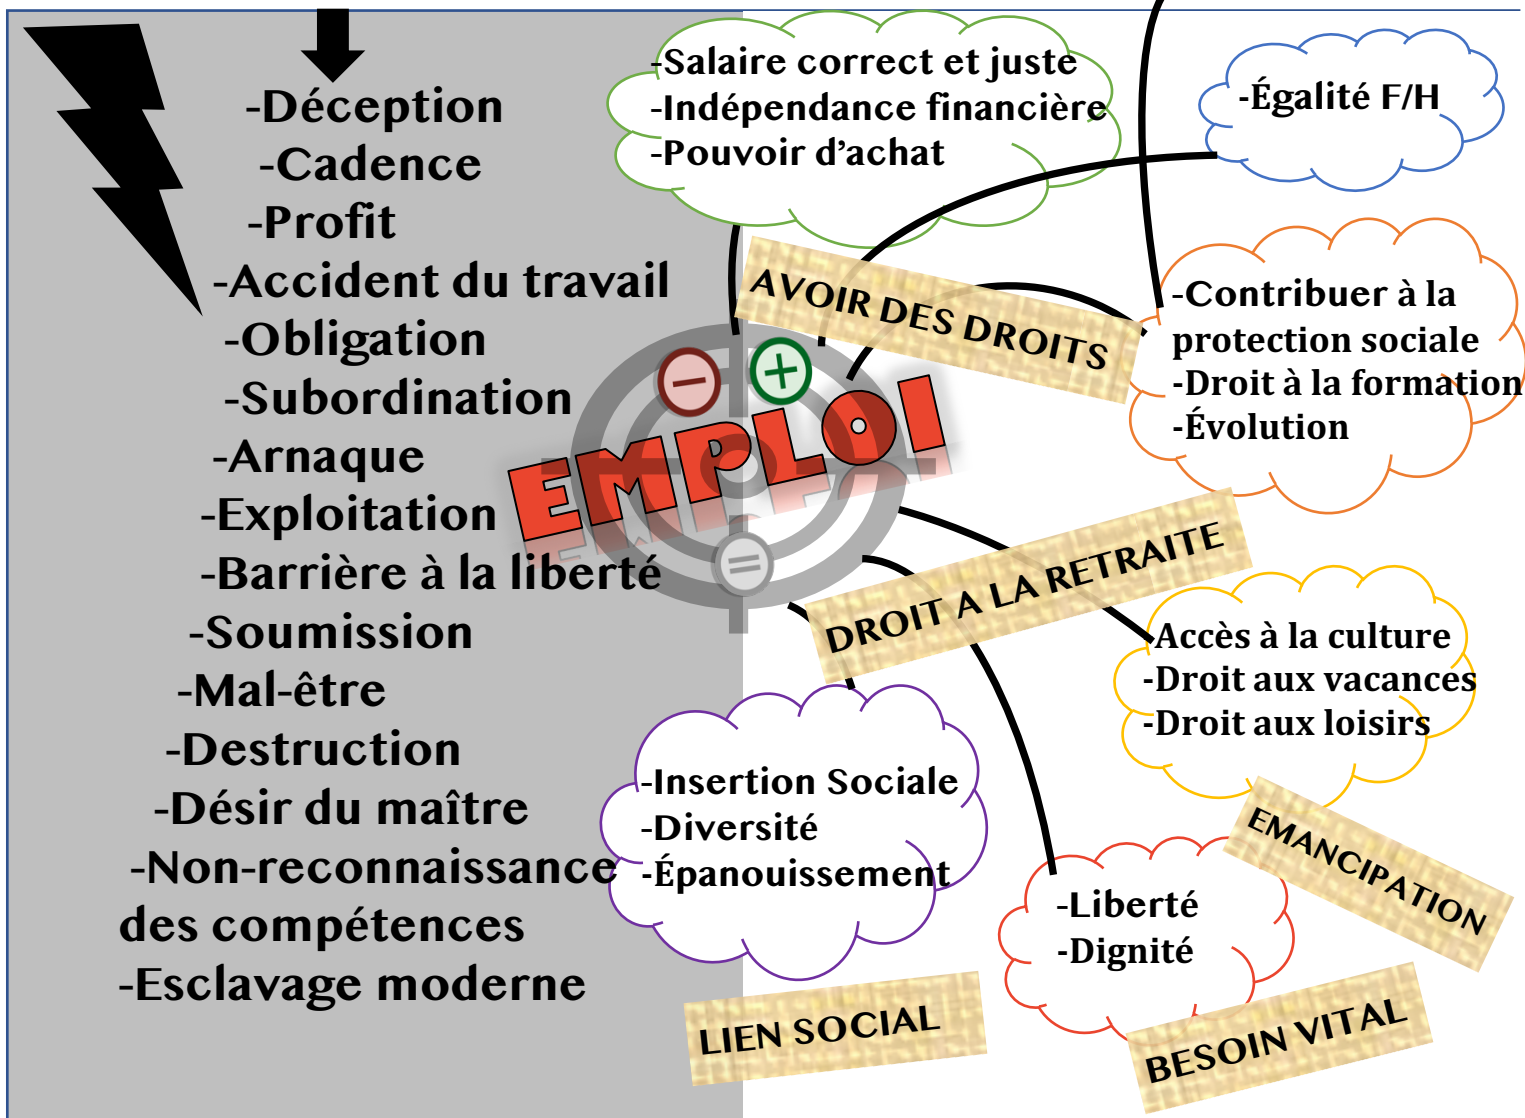 -Déception
-Cadence
-Profit
-Accident du travail
-Obligation
-Subordination
-Arnaque
-Exploitation
-Barrière à la liberté
-Soumission
-Mal-être
-Destruction
-Désir du maître
-Non-reconnaissance
des compétences
-Esclavage moderne
EMPLOI
-Salaire correct et juste
-Indépendance financière
-Pouvoir d'achat
-Égalité F/H
AVOIR DES DROITS
-Contribuer à la
protection sociale
-Droit à la formation
-Évolution
DROIT A LA RETRAITE
Accès à la culture
-Droit aux vacances
-Droit aux loisirs
-Insertion Sociale
-Diversité
-Épanouissement
EMANCIPATION
-Liberté
-Dignité
LIEN SOCIAL
BESOIN VITAL